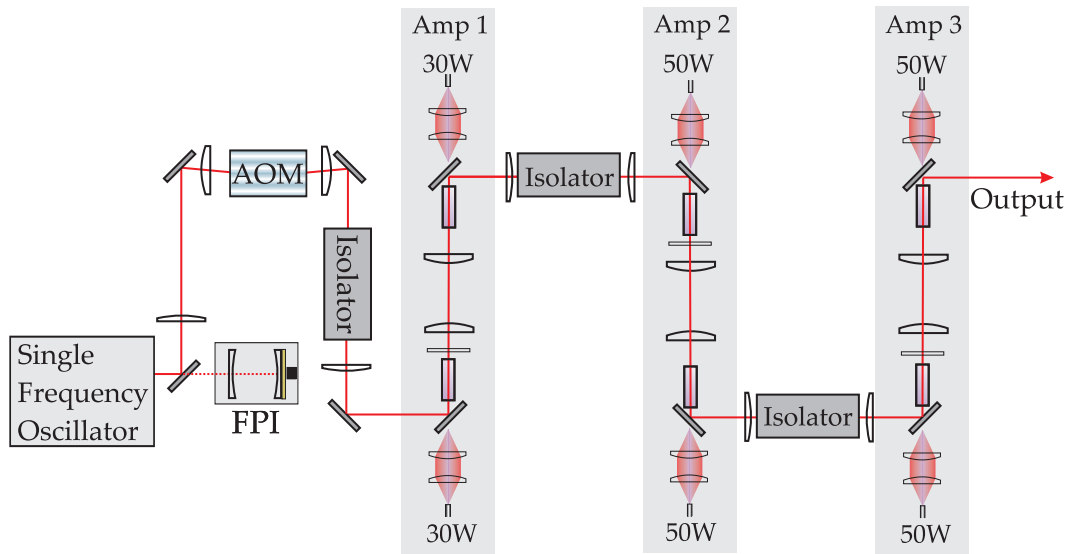 Amp 1
Amp 2
Amp 3
30W
50W
50W
AOM
Isolator
Isolator
Output
Isolator
Single
Frequency
Oscillator
FPI
Isolator
30W
50W
50W